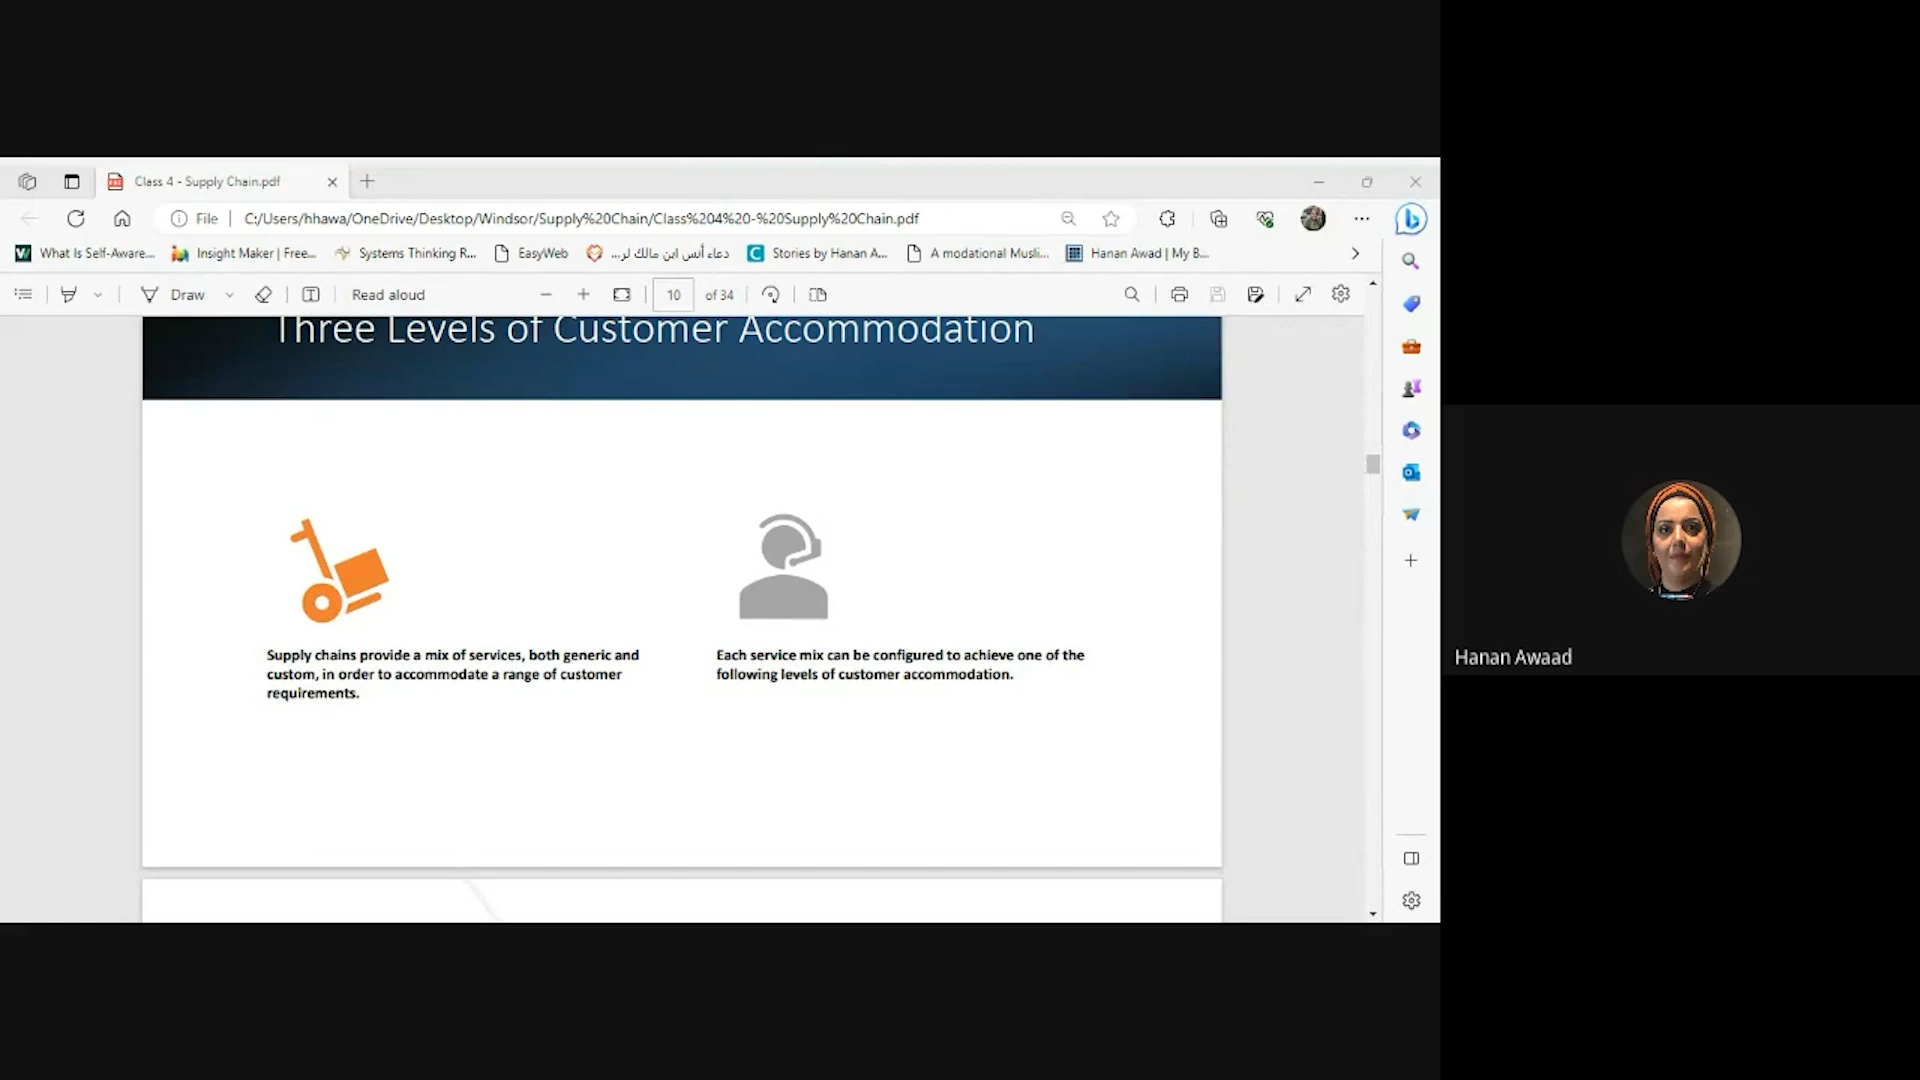 Class 4 - Supply Chain.pdf
File
C:/Users/hhawa/OneDrive/Desktop/Windsor/Supply%20Chain/Class%204%20-%20Supply%20Chain.pdf
What Is Self-Aware...
Insight Maker | Free...
Systems Thinking R...
EasyWeb
دعاء أنس ابن مالك لر...
Stories by Hanan A...
A modational Musli...
Hanan Awad | My B...
Draw
Read aloud
10 of 34
Three Levels of Customer Accommodation
Supply chains provide a mix of services, both generic and
custom, in order to accommodate a range of customer
requirements.
Each service mix can be configured to achieve one of the
following levels of customer accommodation.
Hanan Awaad